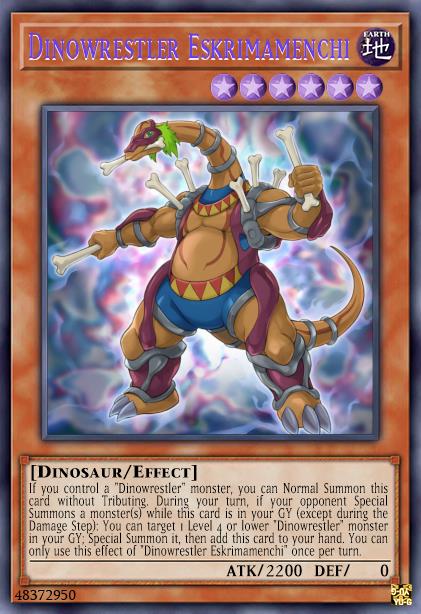 DINOWRESTLER ESKRIMAMENCHI
EARTH
地
[DINOSAUR/EFFECT]
If you control a "Dinowrestler" monster, you can Normal Summon this
card without Tributing. During your turn, if your opponent Special
Summons a monster(s) while this card is in your GY (except during the
Damage Step): You can target 1 Level 4 or lower "Dinowrestler" monster
in your GY; Special Summon it, then add this card to your hand. You can
only use this effect of "Dinowrestler Eskrimamenchi" once per turn.
ATK/2200 DEF/ 0
48372950